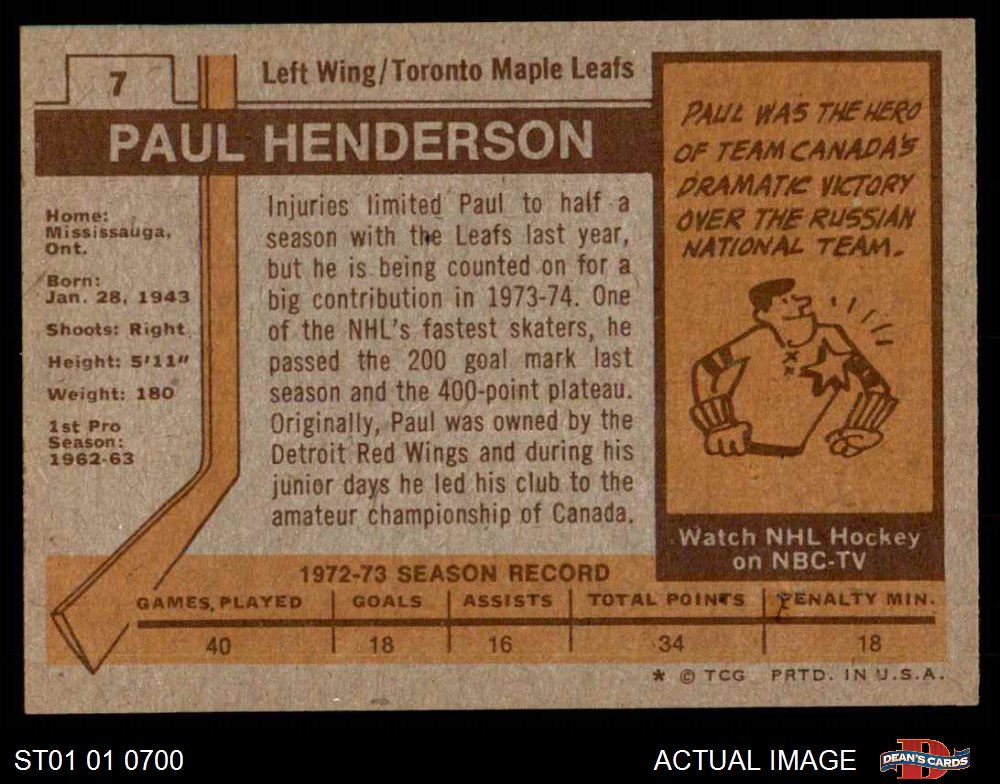 7
Left Wing/Toronto Maple Leafs
PAUL HENDERSON
Home:
Mississauga,
Ont.
Born:
Jan. 28, 1943
Shoots: Right
Height: 5'11"
Weight: 180
1st Pro
Season:
1962-63
Injuries limited Paul to half a
season with the Leafs last year,
but he is being counted on for a
big contribution in 1973-74. One
of the NHL's fastest skaters, he
passed the 200 goal mark last
season and the 400-point plateau.
Originally, Paul was owned by the
Detroit Red Wings and during his
junior days he led his club to the
amateur championship of Canada.
PAUL WAS THE HERO
OF TEAM CANADA'S
DRAMATIC VICTORY
OVER THE RUSSIAN
NATIONAL TEAM.
Watch NHL Hockey
on NBC-TV
1972-73 SEASON RECORD
GAMES PLAYED GOALS ASSISTS TOTAL POINTS PENALTY MIN.
40 18 16 34 18
* © TCG PRTD. IN U.S.A.
ST01 01 0700
ACTUAL IMAGE
D
DEAN'S CARDS